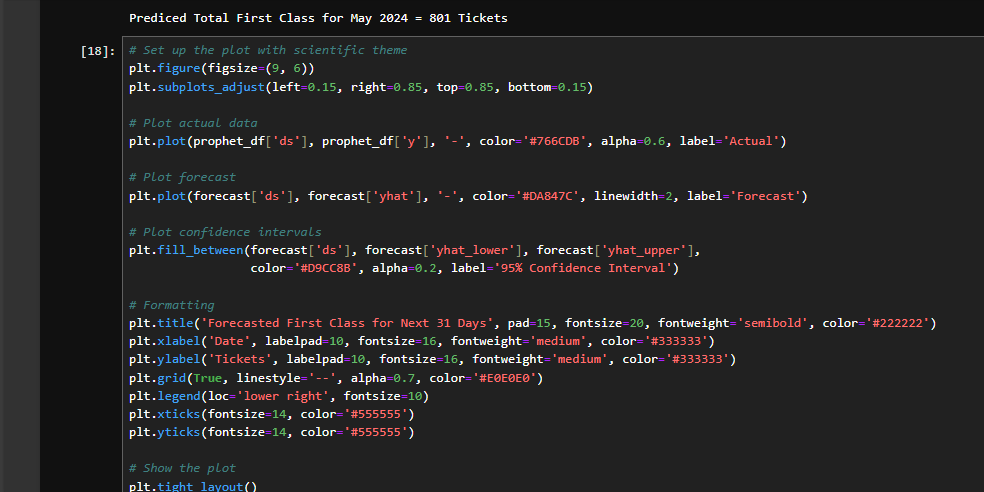 Prediced Total First Class for May 2024 = 801 Tickets
[18]: # Set up the plot with scientific theme
plt.figure(figsize=(9, 6))
plt.subplots_adjust(left=0.15, right=0.85, top=0.85, bottom=0.15)
# Plot actual data
plt.plot(prophet_df['ds'], prophet_df['y'], '-', color='#766CDB', alpha=0.6, label='Actual')
# Plot forecast
plt.plot(forecast['ds'], forecast['yhat'], '-', color='#DA847C', linewidth=2, label='Forecast')
# Plot confidence intervals
plt.fill_between(forecast['ds'], forecast['yhat_lower'], forecast['yhat_upper'],
color='#D9CC8B', alpha=0.2, label='95% Confidence Interval')
# Formatting
plt.title('Forecasted First Class for Next 31 Days', pad=15, fontsize=20, fontweight='semibold', color='#222222')
plt.xlabel('Date', labelpad=10, fontsize=16, fontweight='medium', color='#333333')
plt.ylabel('Tickets', labelpad=10, fontsize=16, fontweight='medium', color='#333333')
plt.grid(True, linestyle='--', alpha=0.7, color='#E0E0E0')
plt.legend(loc='lower right', fontsize=10)
plt.xticks(fontsize=14, color='#555555')
plt.yticks(fontsize=14, color='#555555')
# Show the plot
plt.tight_layout()